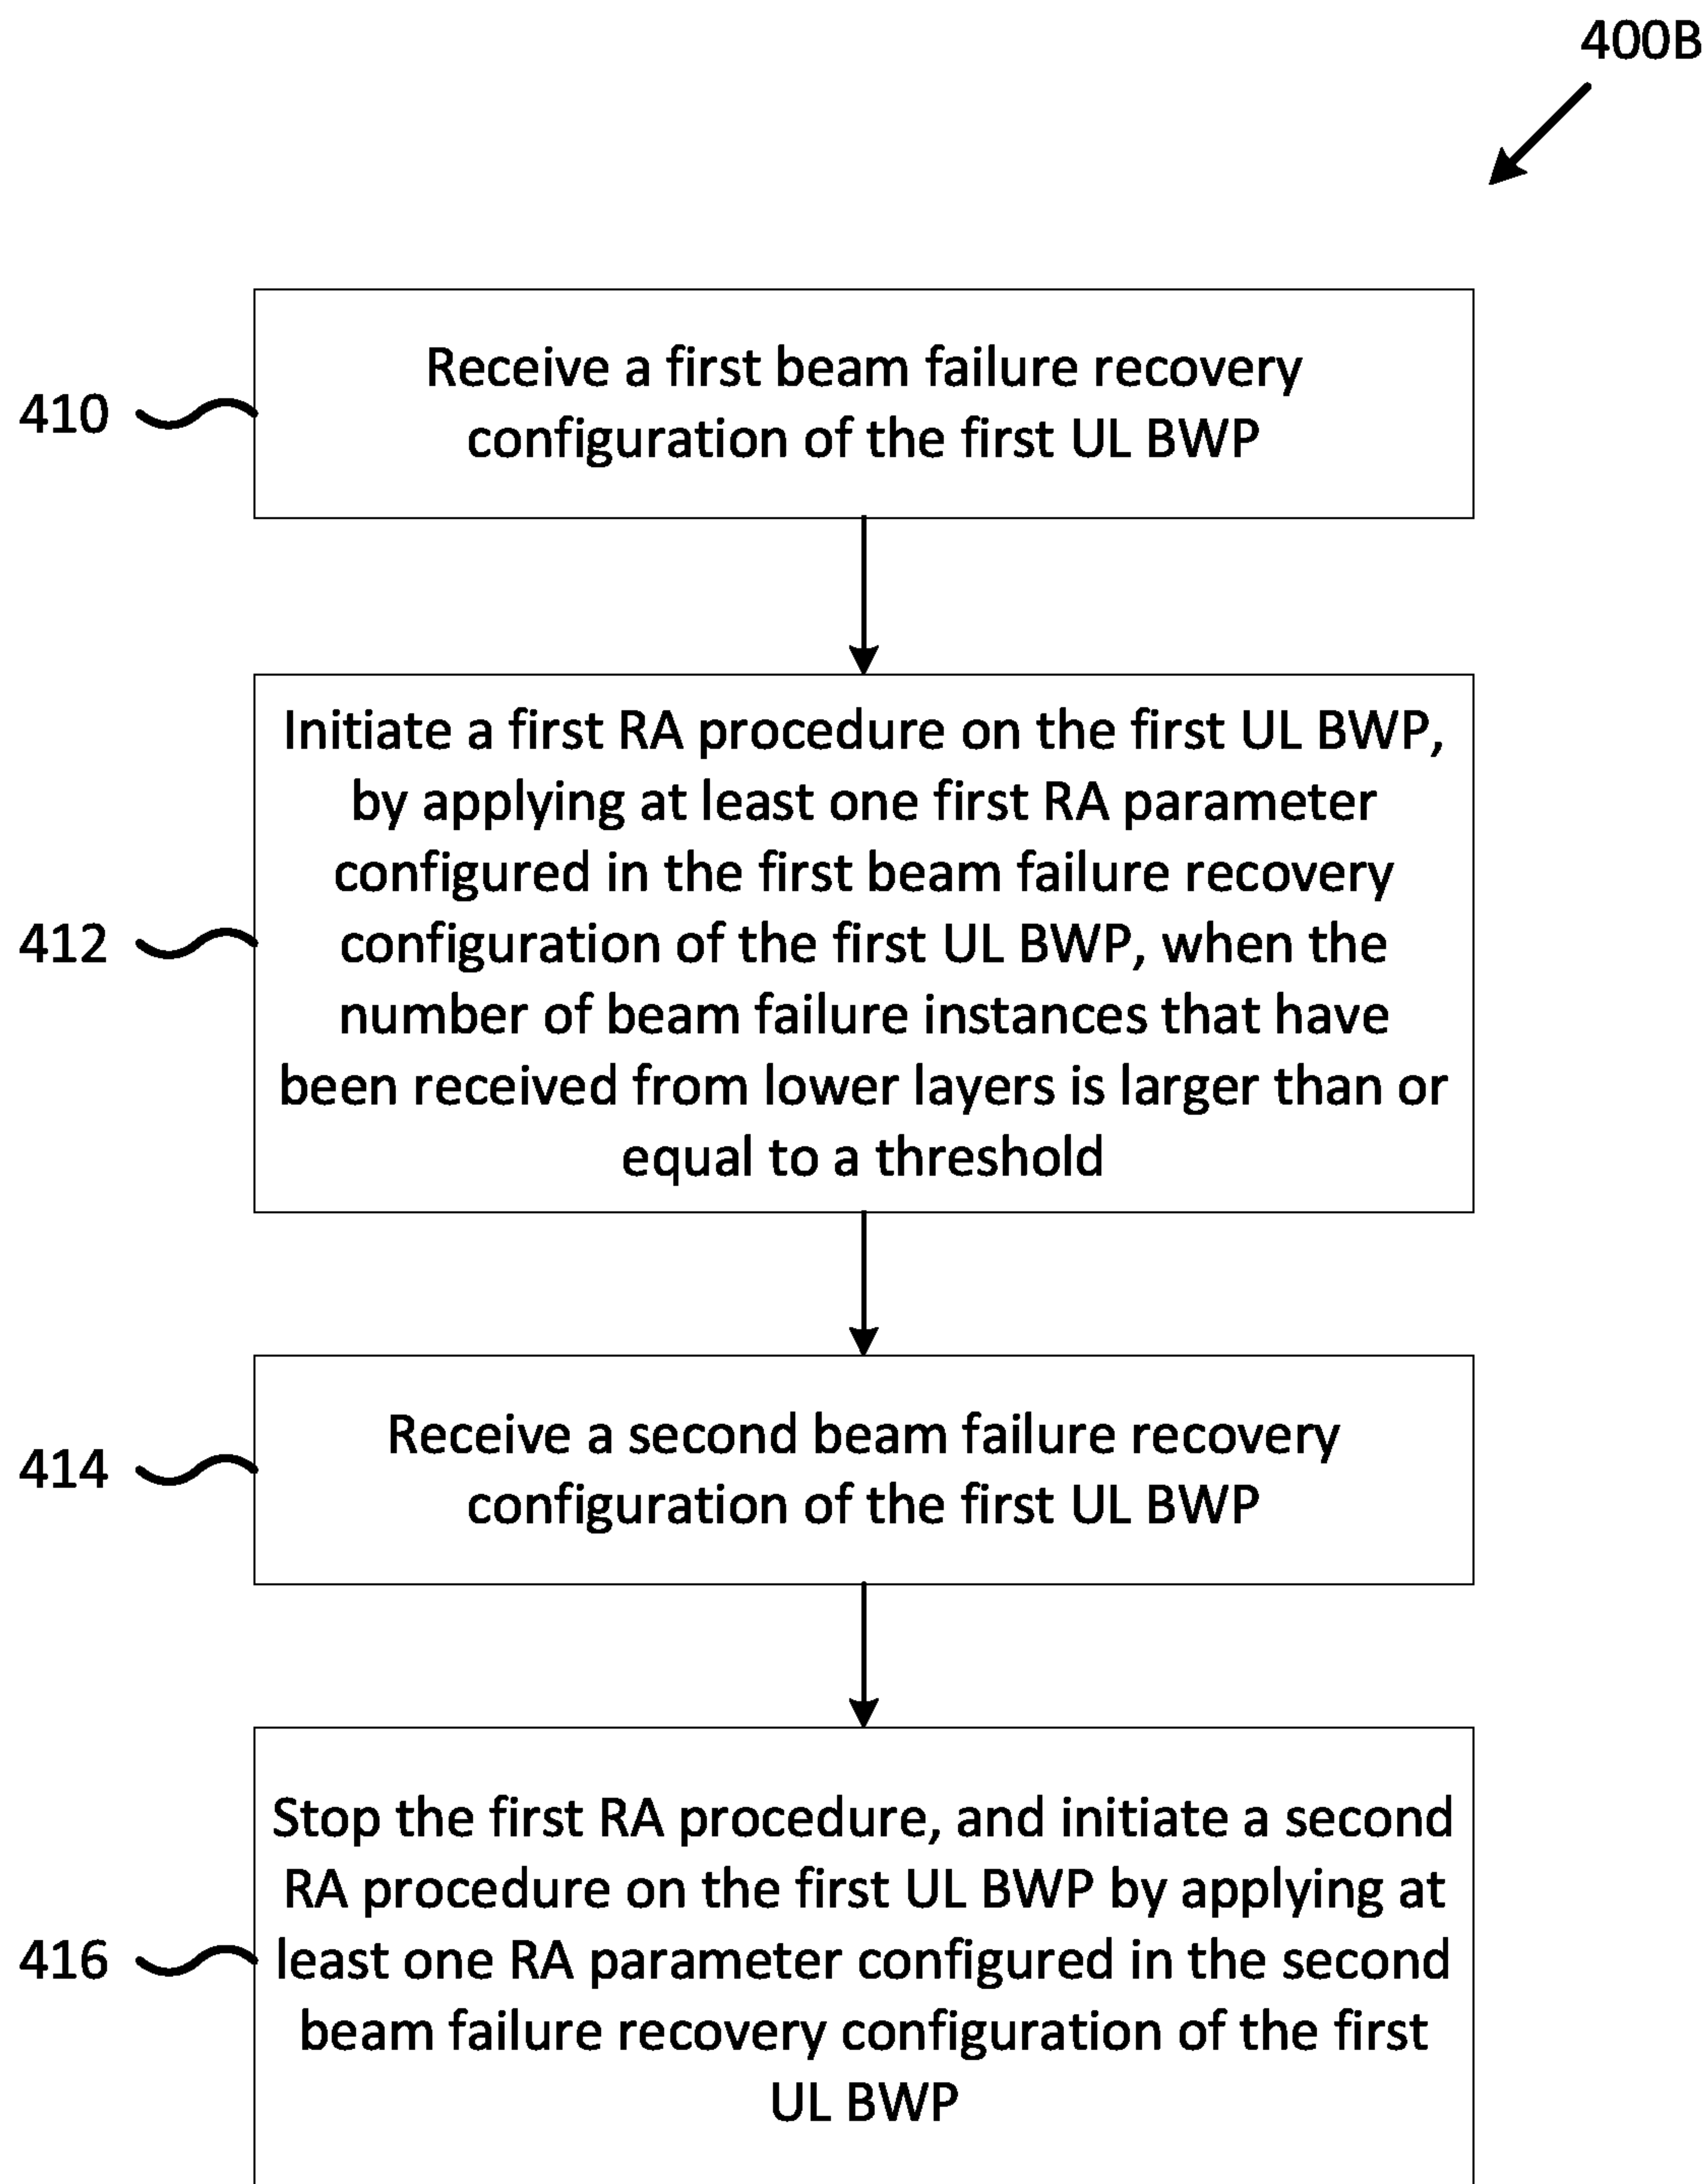 400B
410
Receive a first beam failure recovery
configuration of the first UL BWP
412
Initiate a first RA procedure on the first UL BWP,
by applying at least one first RA parameter
configured in the first beam failure recovery
configuration of the first UL BWP, when the
number of beam failure instances that have
been received from lower layers is larger than or
equal to a threshold
414
Receive a second beam failure recovery
configuration of the first UL BWP
416
Stop the first RA procedure, and initiate a second
RA procedure on the first UL BWP by applying at
least one RA parameter configured in the second
beam failure recovery configuration of the first
UL BWP